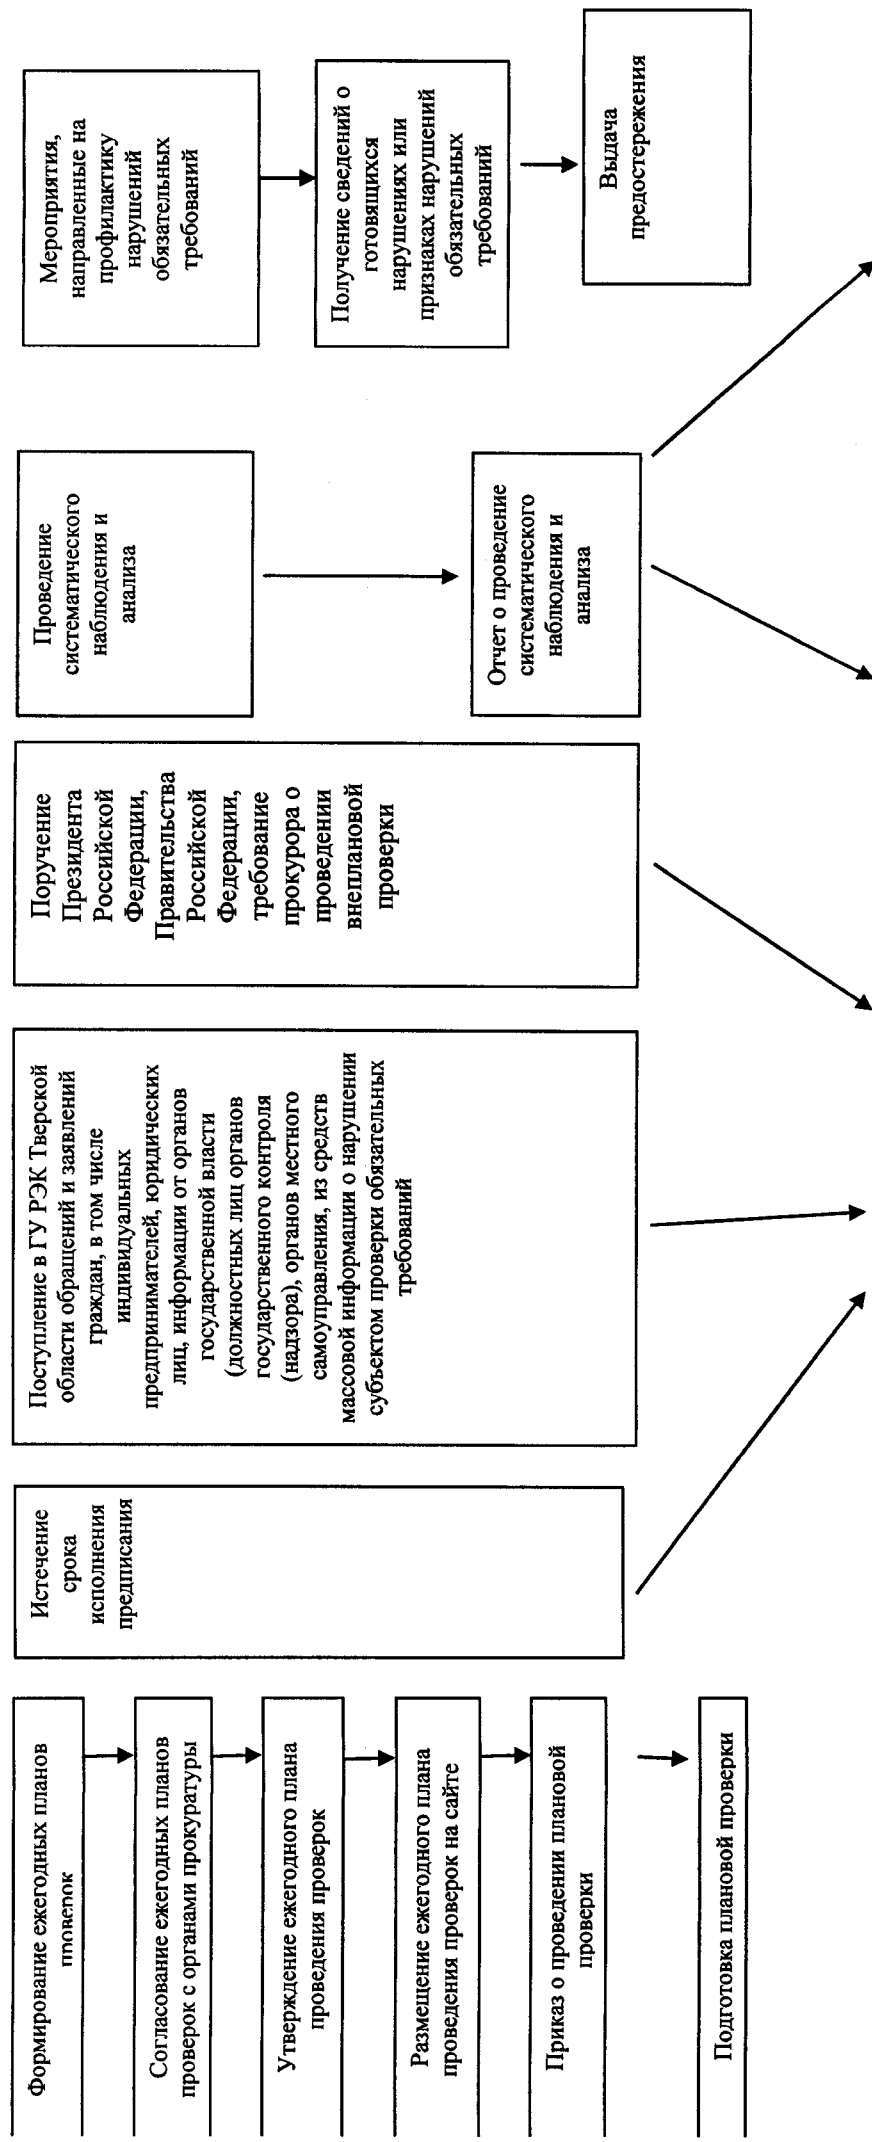 Формирование ежегодных планов
проверок
Согласование ежегодных планов
проверок с органами прокуратуры
Утверждение ежегодного плана
проведения проверок
Размещение ежегодного плана
проведения проверок на сайте
Приказ о проведении плановой
проверки
Подготовка плановой проверки
Истечение
срока
исполнения
предписания
Поступление в ГУ РЭК Тверской
области обращений и заявлений
граждан, в том числе
индивидуальных
предпринимателей, юридических
лиц, информации от органов
государственной власти
(должностных лиц органов
государственного контроля
(надзора), органов местного
самоуправления, из средств
массовой информации о нарушении
субъектом проверки обязательных
требований
Поручение
Президента
Российской
Федерации,
Правительства
Российской
Федерации,
требование
прокурора о
проведении
внеплановой
проверки
Проведение
систематического
наблюдения и
анализа
Отчет о проведение
систематического
наблюдения и
анализа
Мероприятия,
направленные на
профилактику
нарушений
обязательных
требований
Получение сведений о
готовящихся
нарушениях или
признаках нарушений
обязательных
требований
Выдача
предостережения